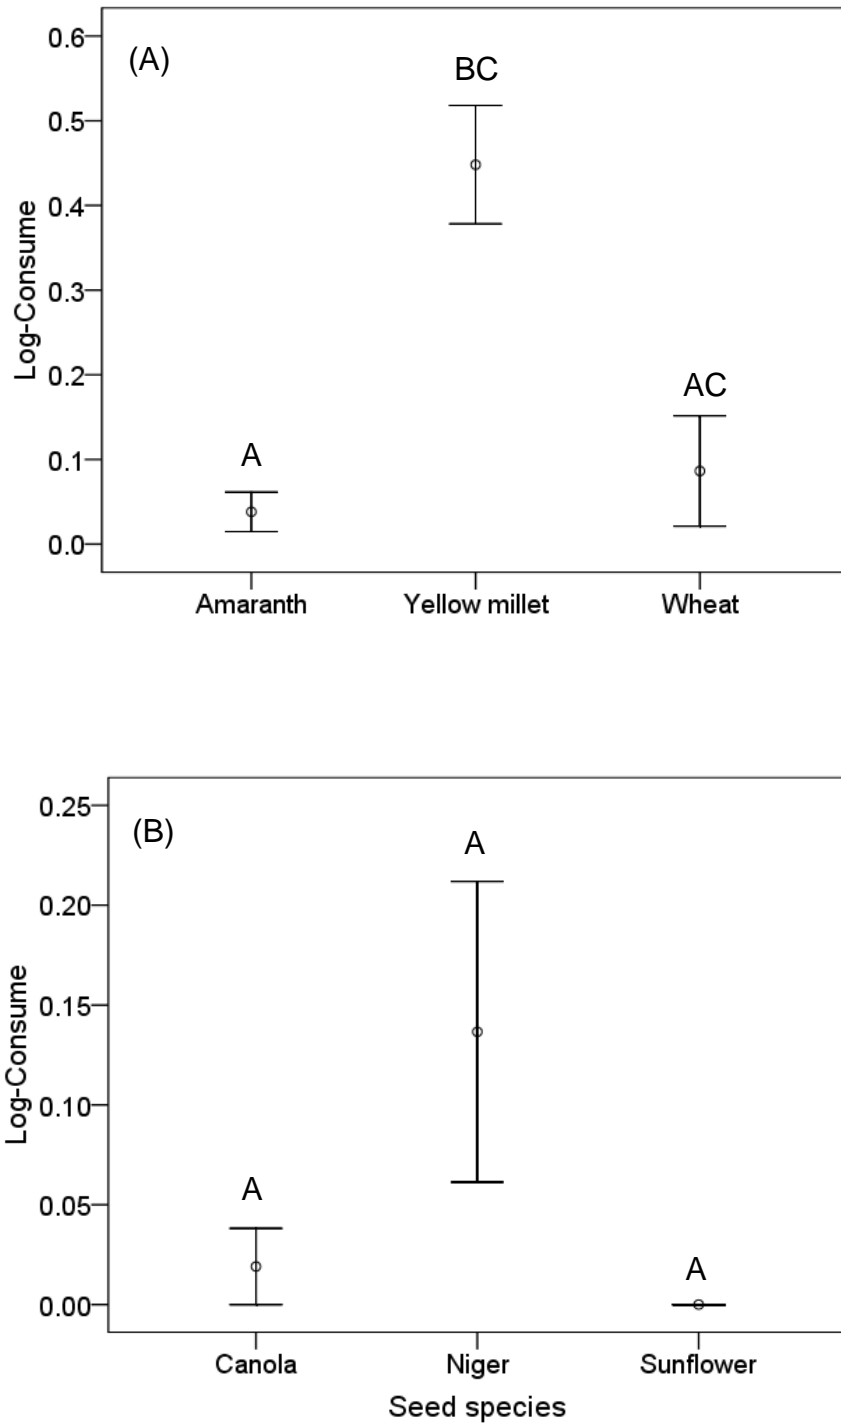 (A)
Log-Consume
0.6
0.5
0.4
0.3
0.2
0.1
0.0
BC
AC
A
Amaranth Yellow millet Wheat
(B)
Log-Consume
0.25
0.20
0.15
0.10
0.05
0.00
A
A
A
Canola Niger Sunflower
Seed species